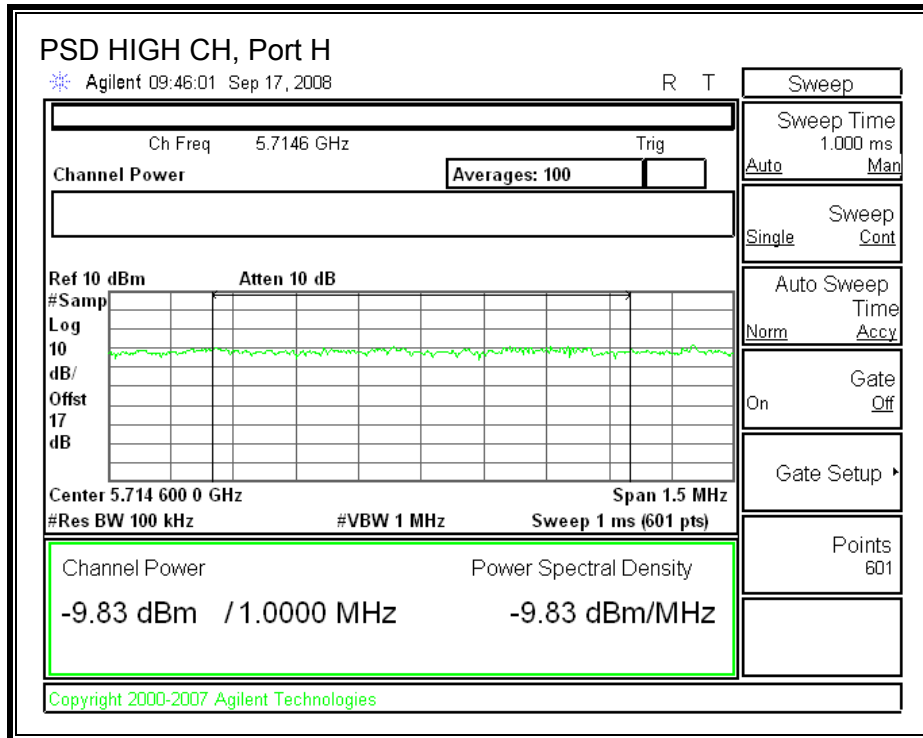 PSD HIGH CH, Port H
Agilent 09:46:01 Sep 17, 2008 R T
Ch Freq 5.7146 GHz Trig
Channel Power Averages: 100
Ref 10 dBm Atten 10 dB
#Samp
Log
10
dB/
Offst
17
dB
Center 5.714 600 0 GHz Span 1.5 MHz
#Res BW 100 kHz #VBW 1 MHz Sweep 1 ms (601 pts)
Channel Power Power Spectral Density
-9.83 dBm /1.0000 MHz -9.83 dBm/MHz
Copyright 2000-2007 Agilent Technologies
Sweep
Sweep Time
1.000 ms
Auto Man
Sweep
Single Cont
Auto Sweep
Time
Norm Accy
Gate
On Off
Gate Setup
Points
601